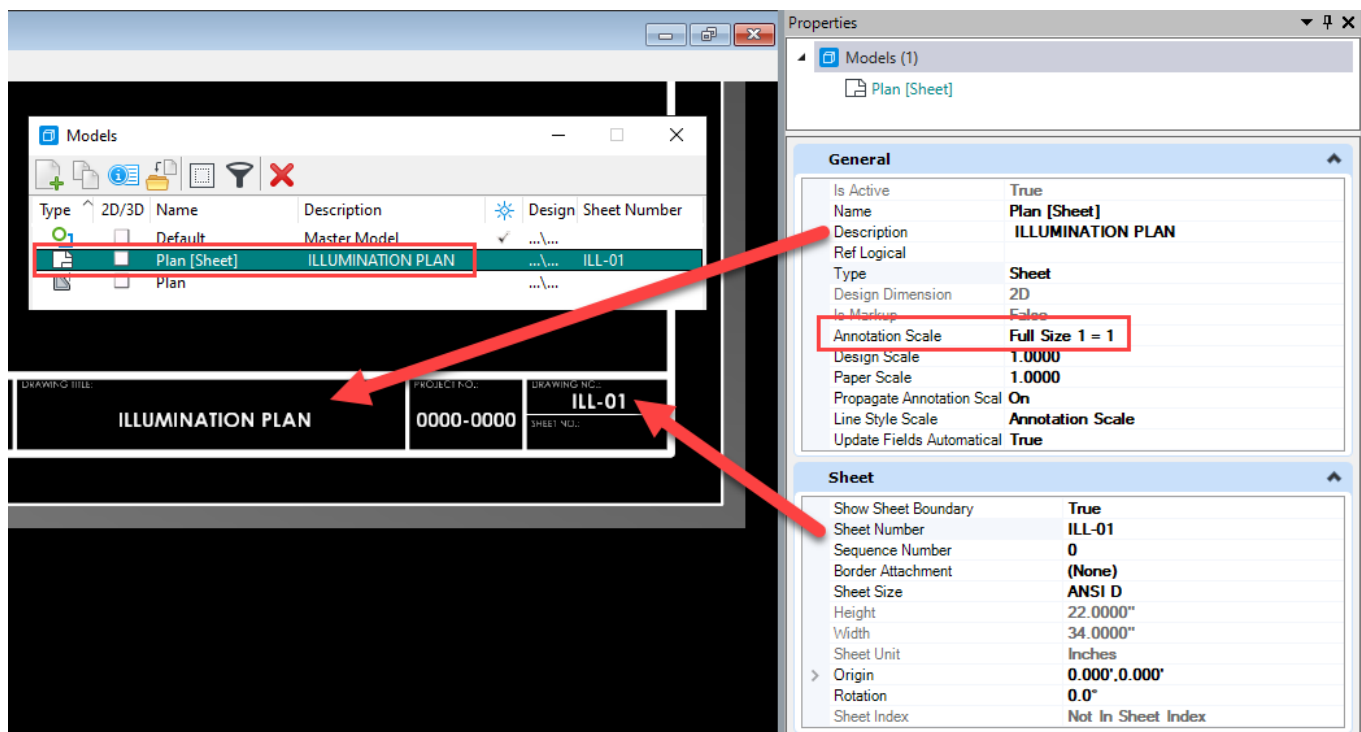 Properties
Models (1)
Plan [Sheet]
Models
Type 2D/3D Name Description Design Sheet Number
Default Master Model ...\...
Plan [Sheet] ILLUMINATION PLAN ...\... ILL-01
Plan ...\...
DRAWING TITLE:
ILLUMINATION PLAN
PROJECT NO.:
0000-0000
DRAWING NO.:
ILL-01
SHEET NO.:
General
Is Active True
Name Plan [Sheet]
Description ILLUMINATION PLAN
Ref Logical
Type Sheet
Design Dimension 2D
Is Markup False
Annotation Scale Full Size 1 = 1
Design Scale 1.0000
Paper Scale 1.0000
Propagate Annotation Scal On
Line Style Scale Annotation Scale
Update Fields Automatical True
Sheet
Show Sheet Boundary True
Sheet Number ILL-01
Sequence Number 0
Border Attachment (None)
Sheet Size ANSI D
Height 22.0000"
Width 34.0000"
Sheet Unit Inches
Origin 0.000',0.000'
Rotation 0.0°
Sheet Index Not In Sheet Index